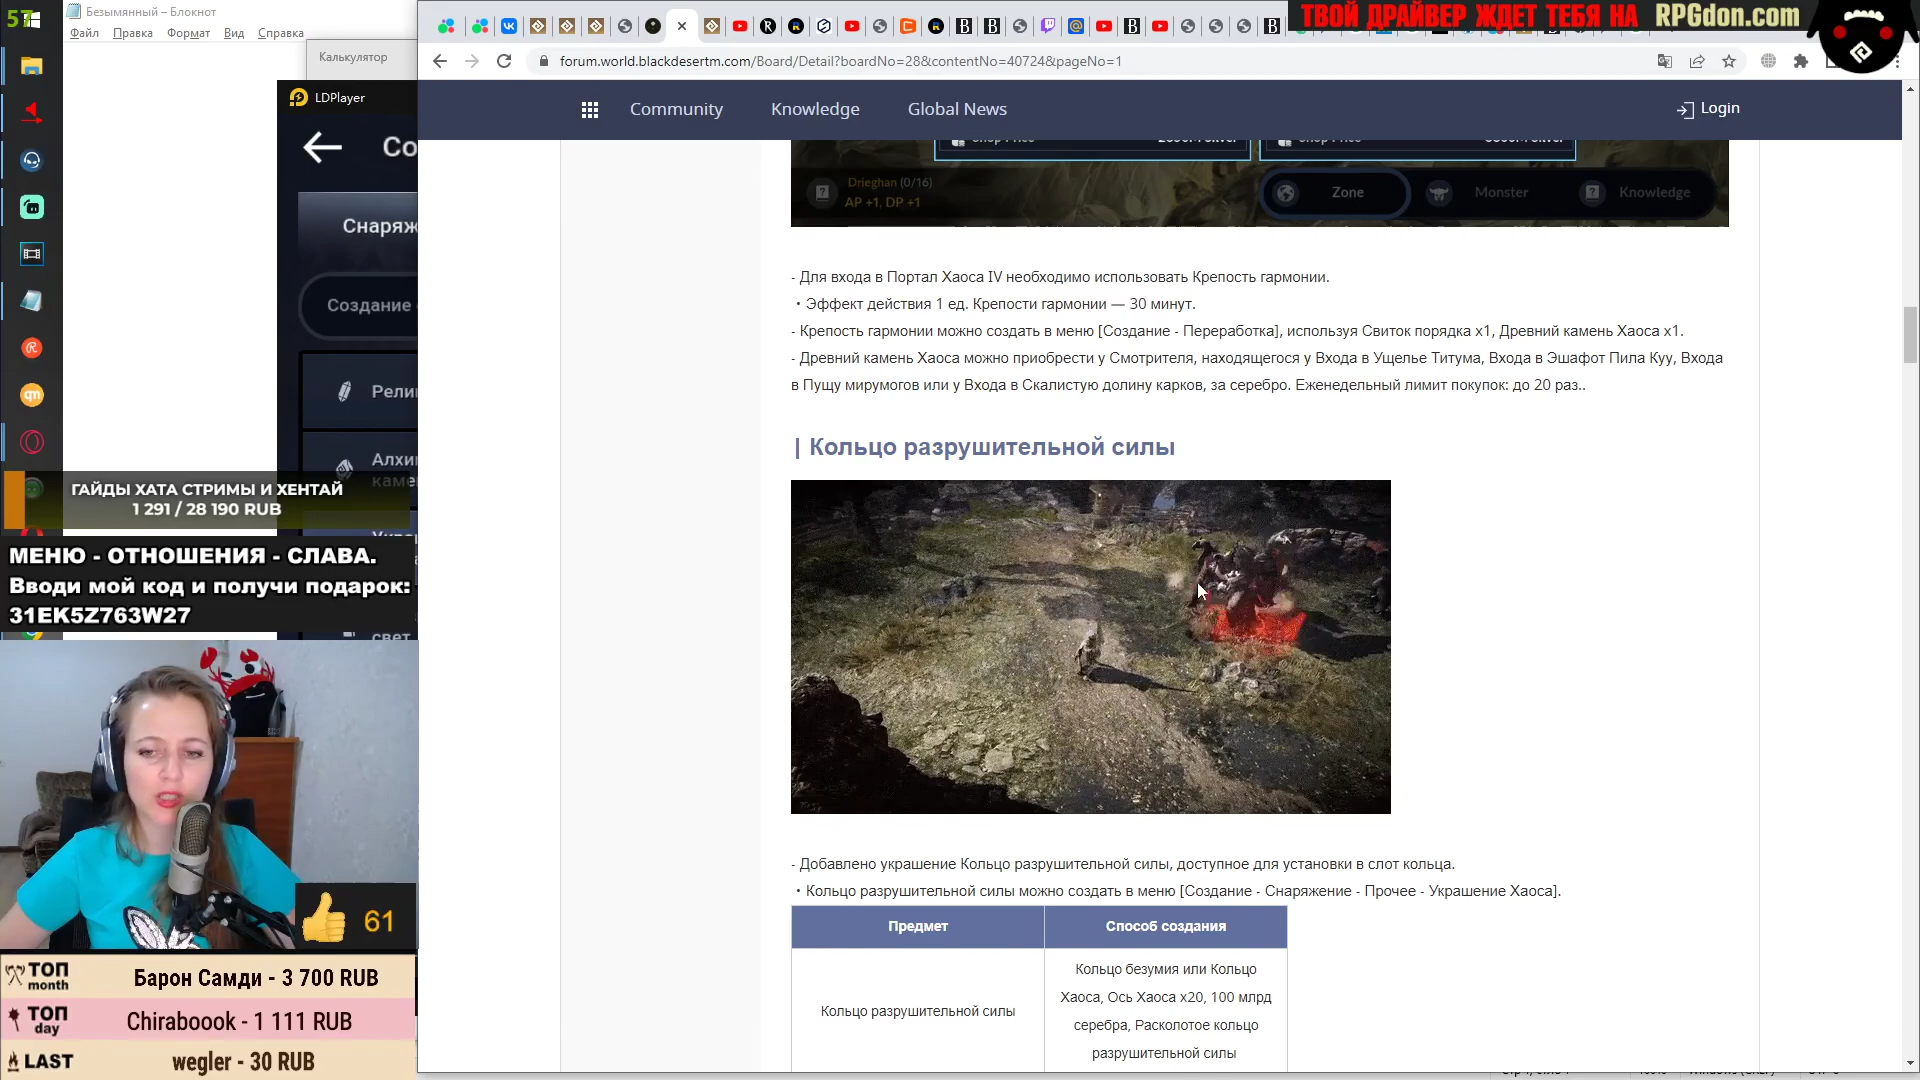 57
Безымянный – Блокнот
Файл Правка Формат Вид Справка
Калькулятор
LDPlayer
Со
Снаряж
Создание
Рели
Алхи
каме
свет
ГАЙДЫ ХАТА СТРИМЫ И ХЕНТАЙ
1 291 / 28 190 RUB
МЕНЮ - ОТНОШЕНИЯ - СЛАВА.
Вводи мой код и получи подарок:
31EK5Z763W27
61
ТОП month Барон Самди - 3 700 RUB
ТОП day Chiraboook - 1 111 RUB
LAST wegler - 30 RUB
ТВОЙ ДРАЙВЕР ЖДЕТ ТЕБЯ НА RPGdon.com
forum.world.blackdesertm.com/Board/Detail?boardNo=28&contentNo=40724&pageNo=1
Community Knowledge Global News Login
Drieghan (0/16)
AP +1, DP +1
Zone Monster Knowledge
- Для входа в Портал Хаоса IV необходимо использовать Крепость гармонии.
・Эффект действия 1 ед. Крепости гармонии — 30 минут.
- Крепость гармонии можно создать в меню [Создание - Переработка], используя Свиток порядка x1, Древний камень Хаоса x1.
- Древний камень Хаоса можно приобрести у Смотрителя, находящегося у Входа в Ущелье Титума, Входа в Эшафот Пила Куу, Входа
в Пущу мирумогов или у Входа в Скалистую долину карков, за серебро. Еженедельный лимит покупок: до 20 раз..
| Кольцо разрушительной силы
- Добавлено украшение Кольцо разрушительной силы, доступное для установки в слот кольца.
・Кольцо разрушительной силы можно создать в меню [Создание - Снаряжение - Прочее - Украшение Хаоса].
Предмет Способ создания
Кольцо разрушительной силы
Кольцо безумия или Кольцо
Хаоса, Ось Хаоса x20, 100 млрд
серебра, Расколотое кольцо
разрушительной силы